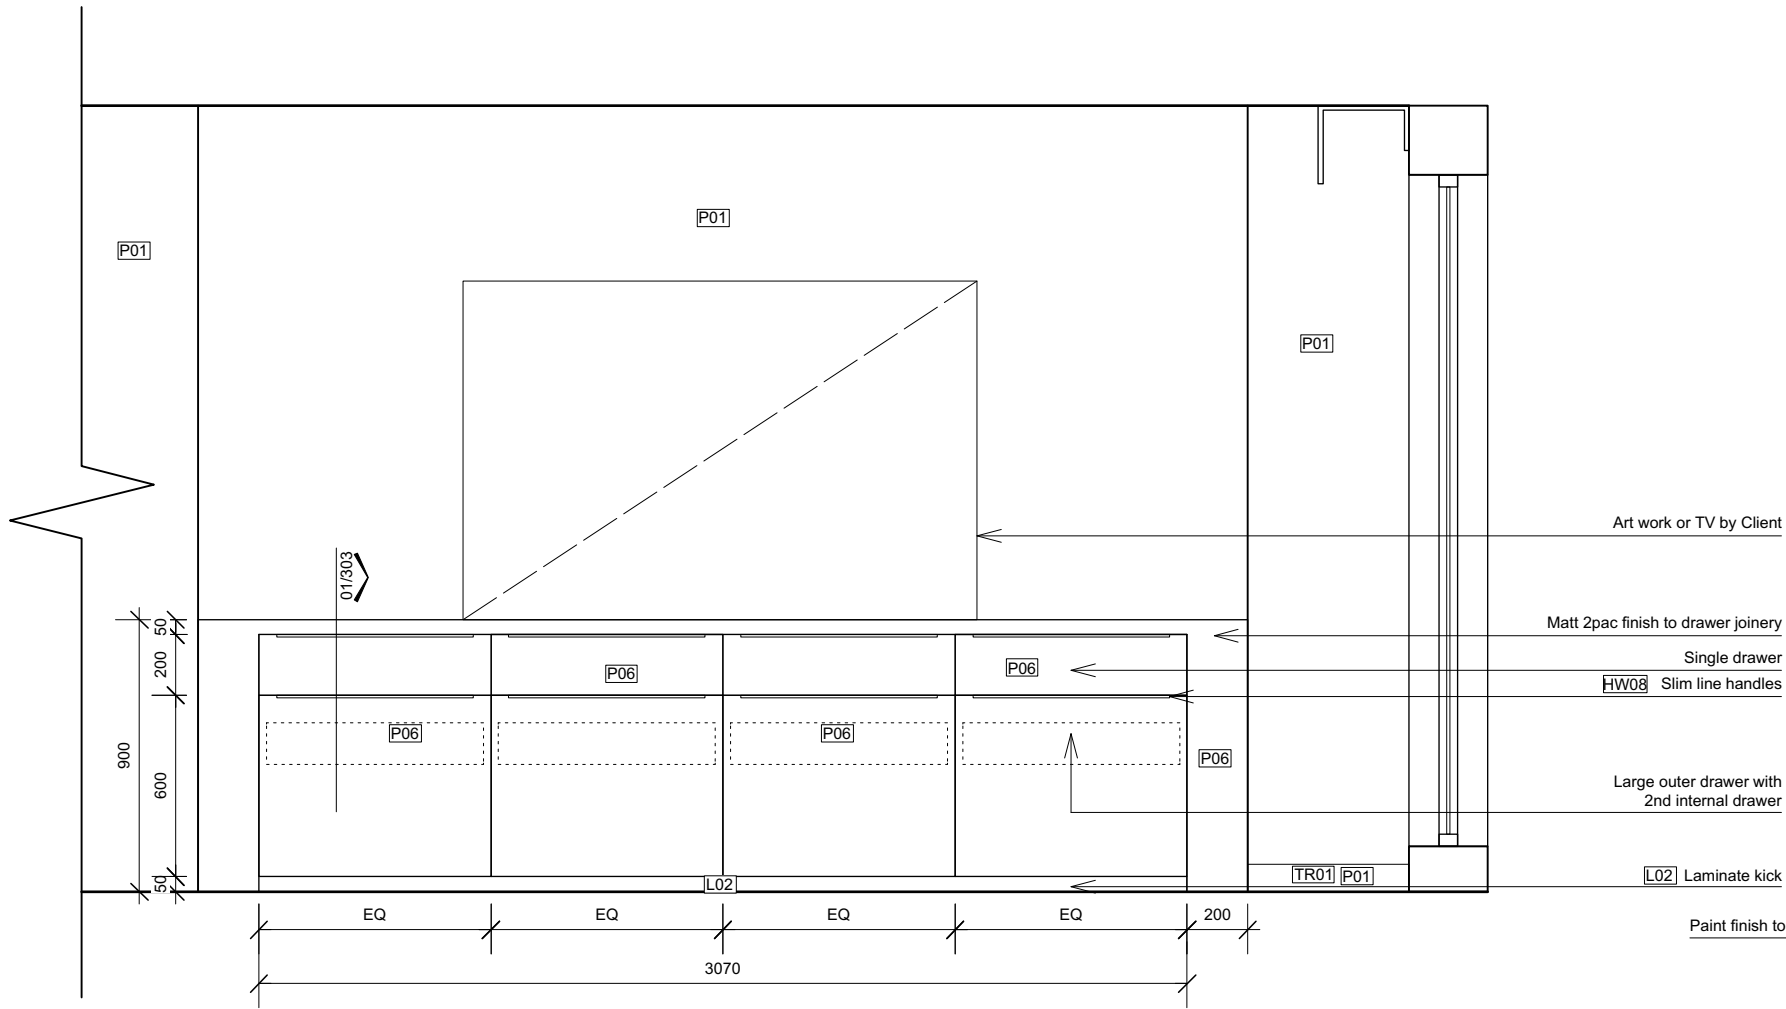 P01
P01
P01
Art work or TV by Client
01/303
50
Matt 2pac finish to drawer joinery
200
P06
P06
Single drawer
HW08 Slim line handles
P06
P06
P06
900
600
Large outer drawer with
2nd internal drawer
50
L02
TR01 P01
L02 Laminate kick
EQ EQ EQ EQ 200
Paint finish to
3070